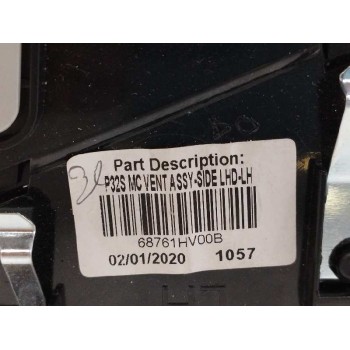 Part Description:
P32S MC VENT ASSY-SIDE LHD-LH
68761HV00B
02/01/2020 1057